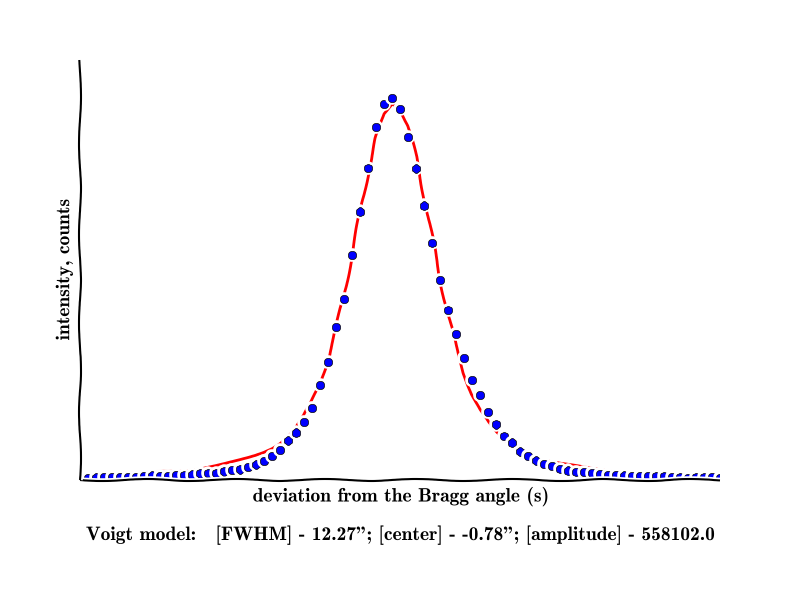 intensity, counts
deviation from the Bragg angle (s)
Voigt model: [FWHM] - 12.27”; [center] - -0.78”; [amplitude] - 558102.0